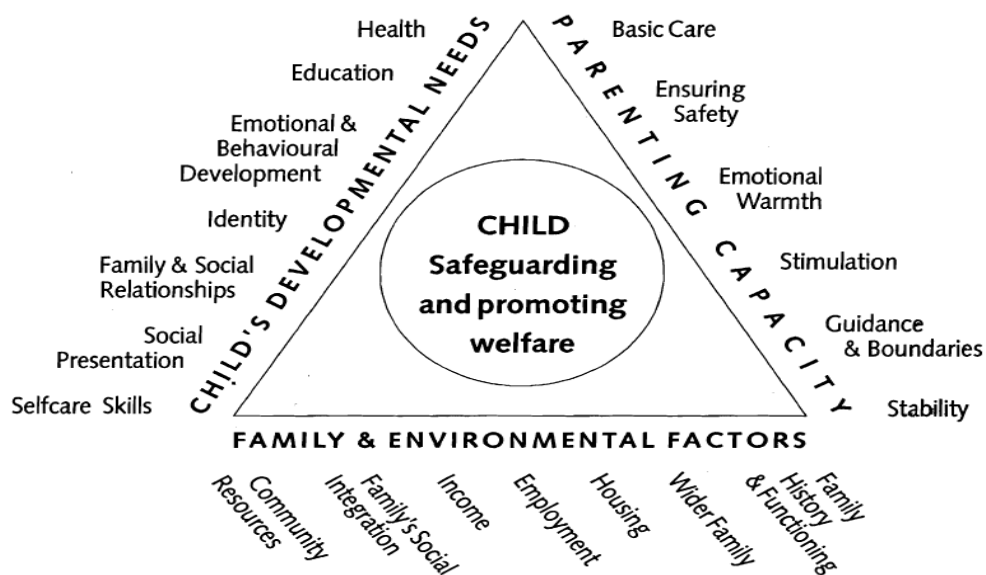 Health
Education
Emotional &
Behavioural
Development
Identity
Family & Social
Relationships
Social
Presentation
Selfcare Skills
CHILD'S DEVELOPMENTAL NEEDS
CHILD
Safeguarding
and promoting
welfare
PARENTING CAPACITY
Basic Care
Ensuring
Safety
Emotional
Warmth
Stimulation
Guidance
& Boundaries
Stability
FAMILY & ENVIRONMENTAL FACTORS
Community
Resources
Family's Social
Integration
Income
Employment
Housing
Wider Family
Family
History
& Functioning